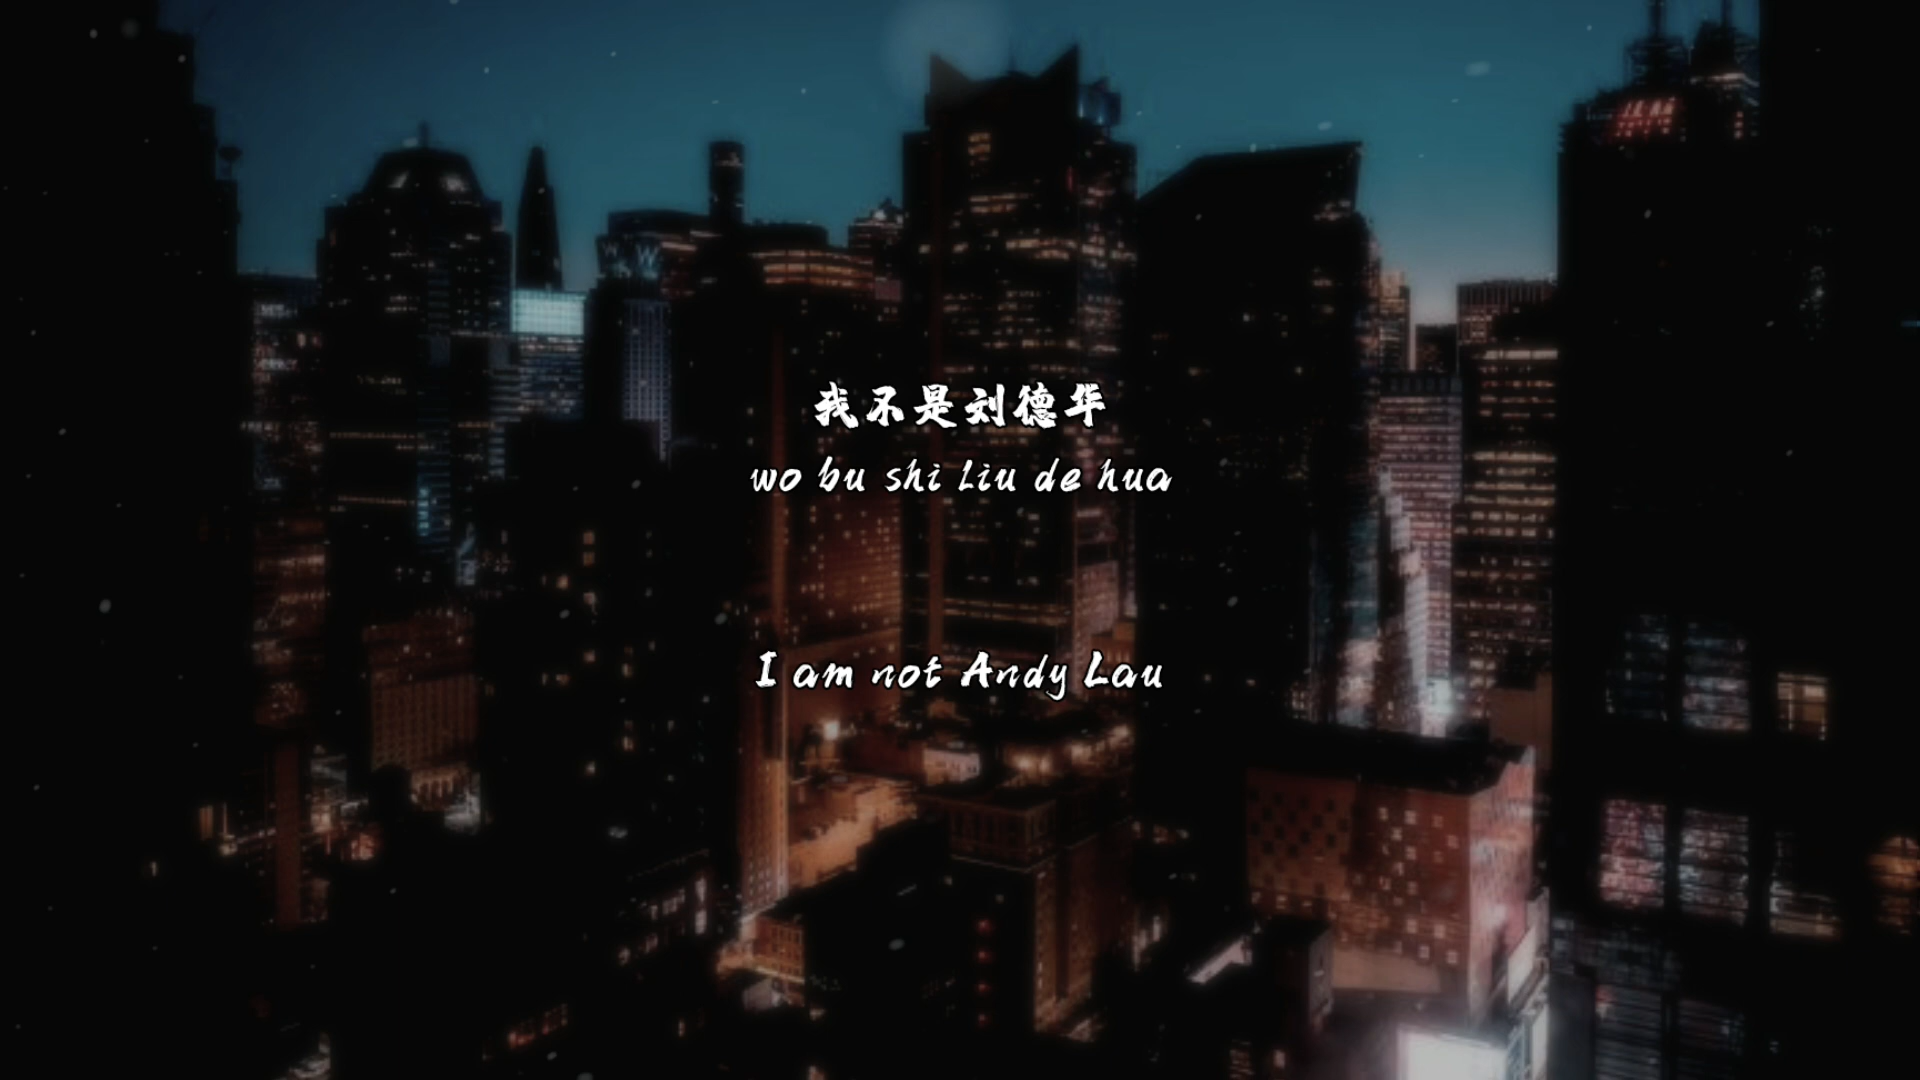 我不是刘德华
wo bu shi Liu de hua
I am not Andy Lau